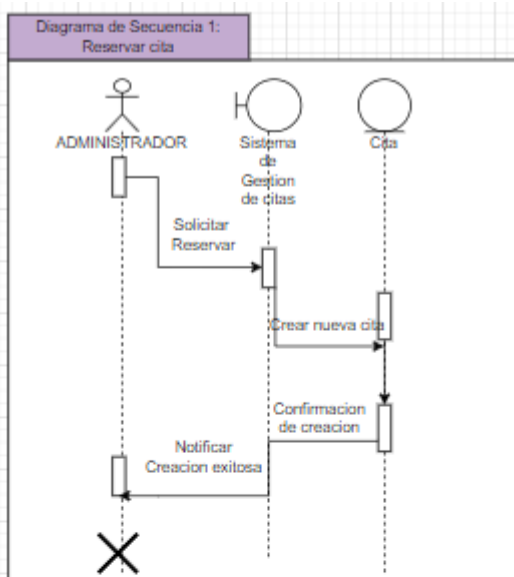 Diagrama de Secuencia 1:
Reservar cita
ADMINISTRADOR
Sistema
de
Gestion
de citas
Cita
Solicitar
Reservar
Crear nueva cita
Confirmacion
de creacion
Notificar
Creacion exitosa